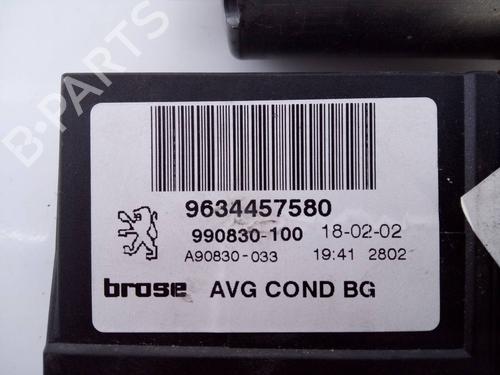 B-PARTS
9634457580
990830-100 18-02-02
A90830-033 19:41 2802
brose AVG COND BG